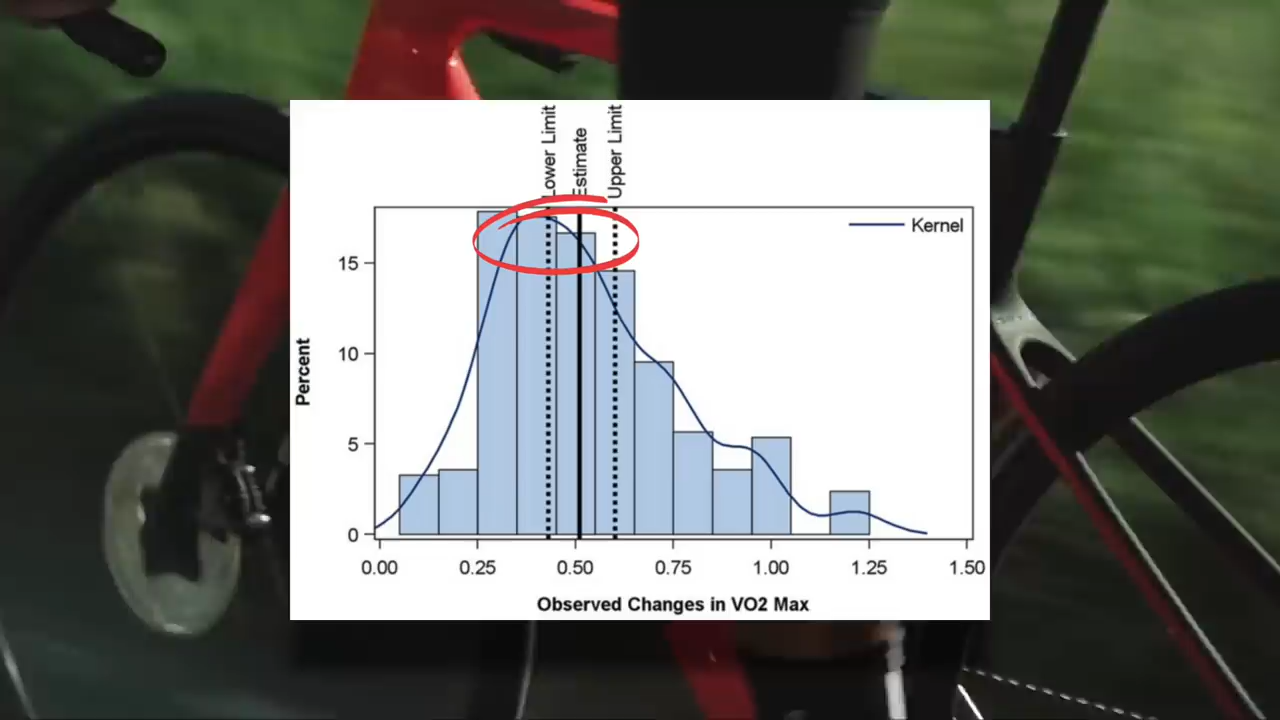 Lower Limit
Estimate
Upper Limit
Kernel
Percent
15
10
5
0
0.00 0.25 0.50 0.75 1.00 1.25 1.50
Observed Changes in VO2 Max